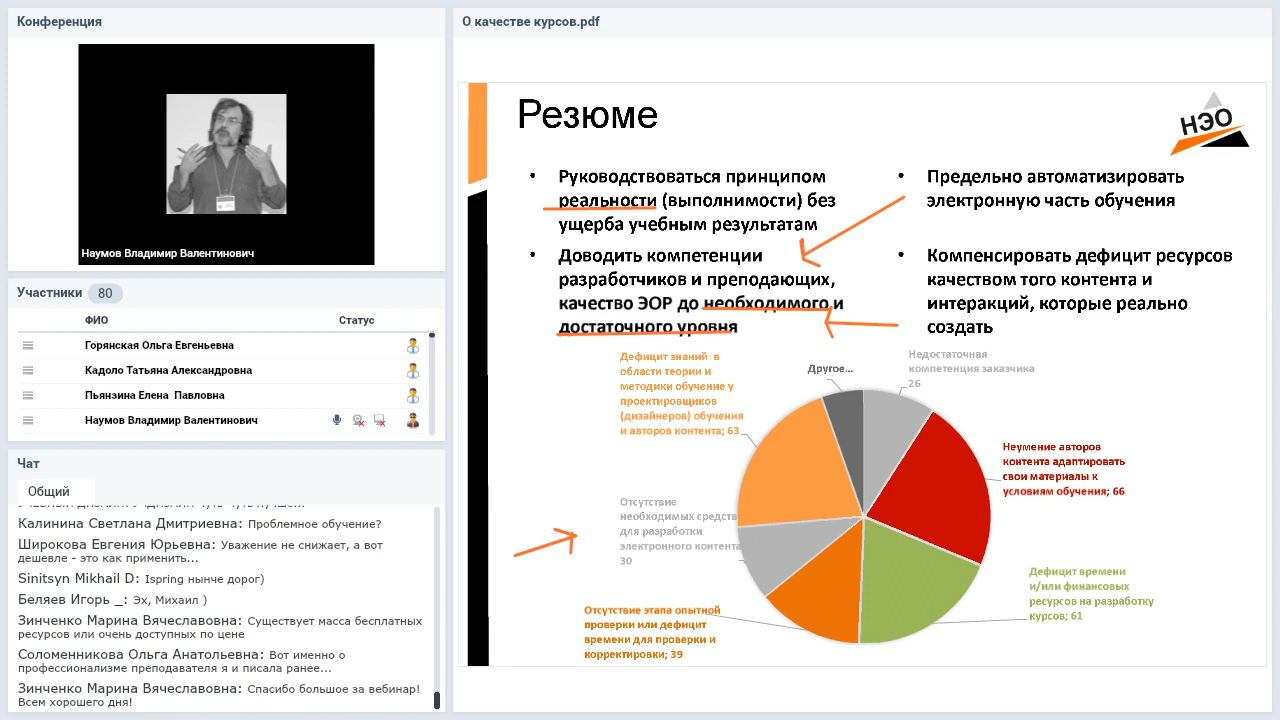 Конференция
Наумов Владимир Валентинович
Участники 80
ФИО Статус
Горянская Ольга Евгеньевна
Кадоло Татьяна Александровна
Пьянзина Елена Павловна
Наумов Владимир Валентинович
Чат
Общий
Калинина Светлана Дмитриевна: Проблемное обучение?
Широкова Евгения Юрьевна: Уважение не снижает, а вот
дешевле - это как применить...
Sinitsyn Mikhail D: Ispring нынче дорог)
Беляев Игорь _: Эх, Михаил )
Зинченко Марина Вячеславовна: Существует масса бесплатных
ресурсов или очень доступных по цене
Соломенникова Ольга Анатольевна: Вот именно о
профессионализме преподавателя я и писала ранее...
Зинченко Марина Вячеславовна: Спасибо большое за вебинар!
Всем хорошего дня!
О качестве курсов.pdf
Резюме
НЭО
• Руководствоваться принципом
реальности (выполнимости) без
ущерба учебным результатам
• Доводить компетенции
разработчиков и преподающих,
качество ЭОР до необходимого и
достаточного уровня
• Предельно автоматизировать
электронную часть обучения
• Компенсировать дефицит ресурсов
качеством того контента и
интеракций, которые реально
создать
Дефицит знаний в
области теории и
методики обучение у
проектировщиков
(дизайнеров) обучения
и авторов контента; 63
Другое...
Недостаточная
компетенция заказчика
26
Неумение авторов
контента адаптировать
свои материалы к
условиям обучения; 66
Отсутствие
необходимых средств
для разработки
электронного контента
30
Дефицит времени
и/или финансовых
ресурсов на разработку
курсов; 61
Отсутствие этапа опытной
проверки или дефицит
времени для проверки и
корректировки; 39